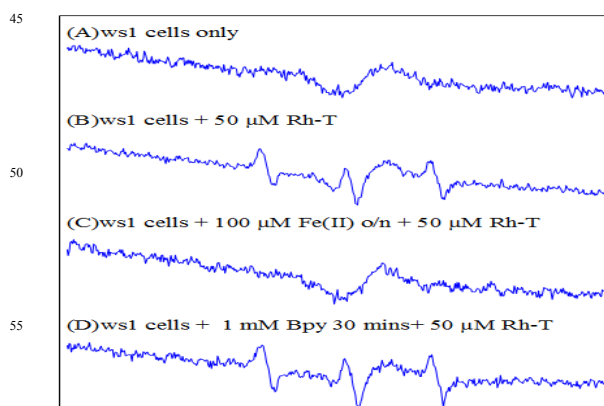 45
(A)ws1 cells only
(B)ws1 cells + 50 μM Rh-T
50
(C)ws1 cells + 100 μM Fe(II) o/n + 50 μM Rh-T
55
(D)ws1 cells + 1 mM Bpy 30 mins+ 50 μM Rh-T